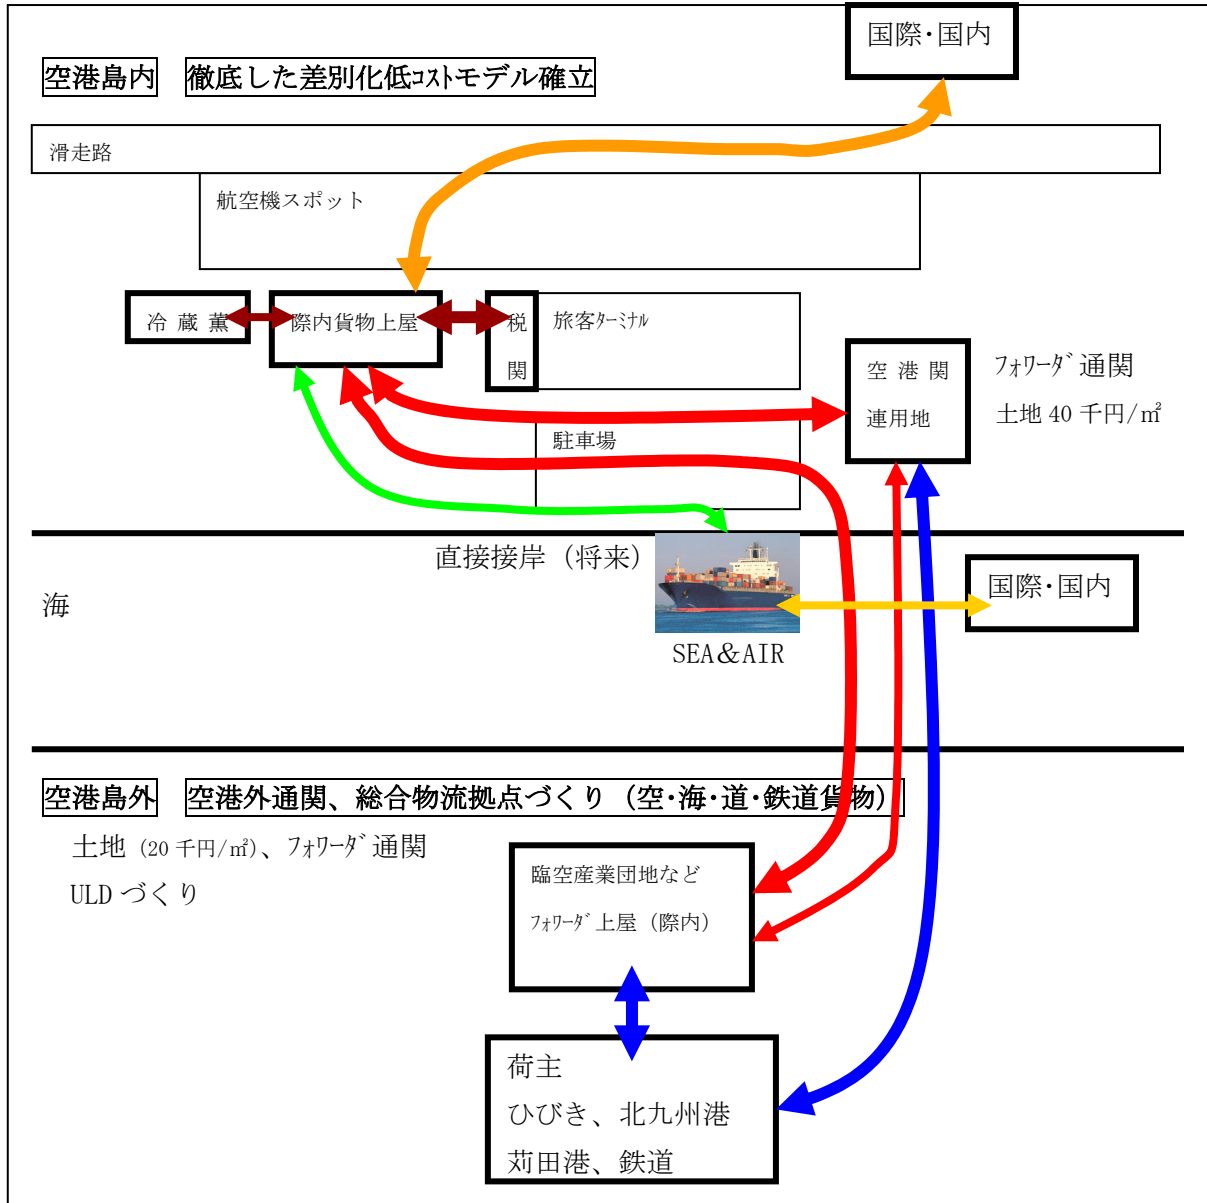 国際・国内
空港島内 徹底した差別化低ｺｽﾄモデル確立
滑走路
航空機スポット
冷蔵薫
際内貨物上屋
税
関
旅客ﾀｰﾐﾅﾙ
空港関
連用地
ﾌｫﾜｰﾀﾞ通関
土地 40 千円/㎡
駐車場
直接接岸（将来）
海
国際・国内
SEA＆AIR
空港島外 空港外通関、総合物流拠点づくり（空・海・道・鉄道貨物）
土地（20 千円/㎡）、ﾌｫﾜｰﾀﾞ通関
ULD づくり
臨空産業団地など
ﾌｫﾜｰﾀﾞ上屋（際内）
荷主
ひびき、北九州港
苅田港、鉄道